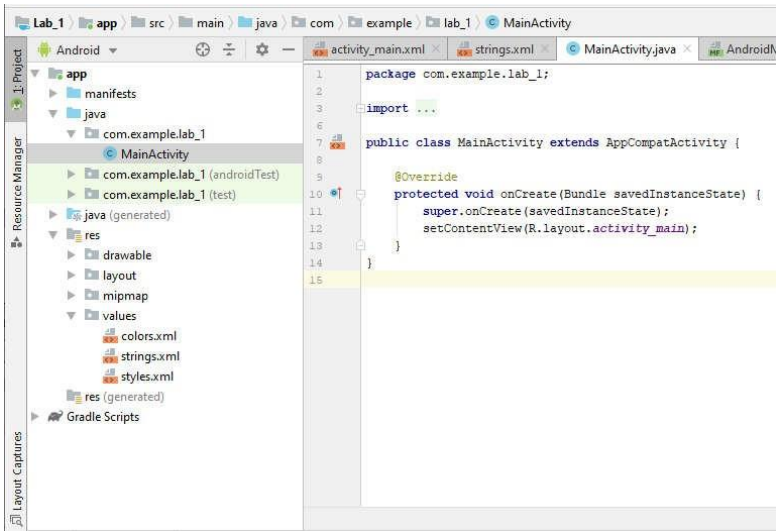 Lab_1 app src main java com example lab_1 MainActivity
1: Project
Resource Manager
Layout Captures
Android
app
manifests
java
com.example.lab_1
MainActivity
com.example.lab_1 (androidTest)
com.example.lab_1 (test)
java (generated)
res
drawable
layout
mipmap
values
colors.xml
strings.xml
styles.xml
res (generated)
Gradle Scripts
activity_main.xml strings.xml MainActivity.java AndroidM
1 package com.example.lab_1;
2
3 import ...
6
7 public class MainActivity extends AppCompatActivity {
8
9 @Override
10 protected void onCreate(Bundle savedInstanceState) {
11 super.onCreate(savedInstanceState);
12 setContentView(R.layout.activity_main);
13 }
14 }
15